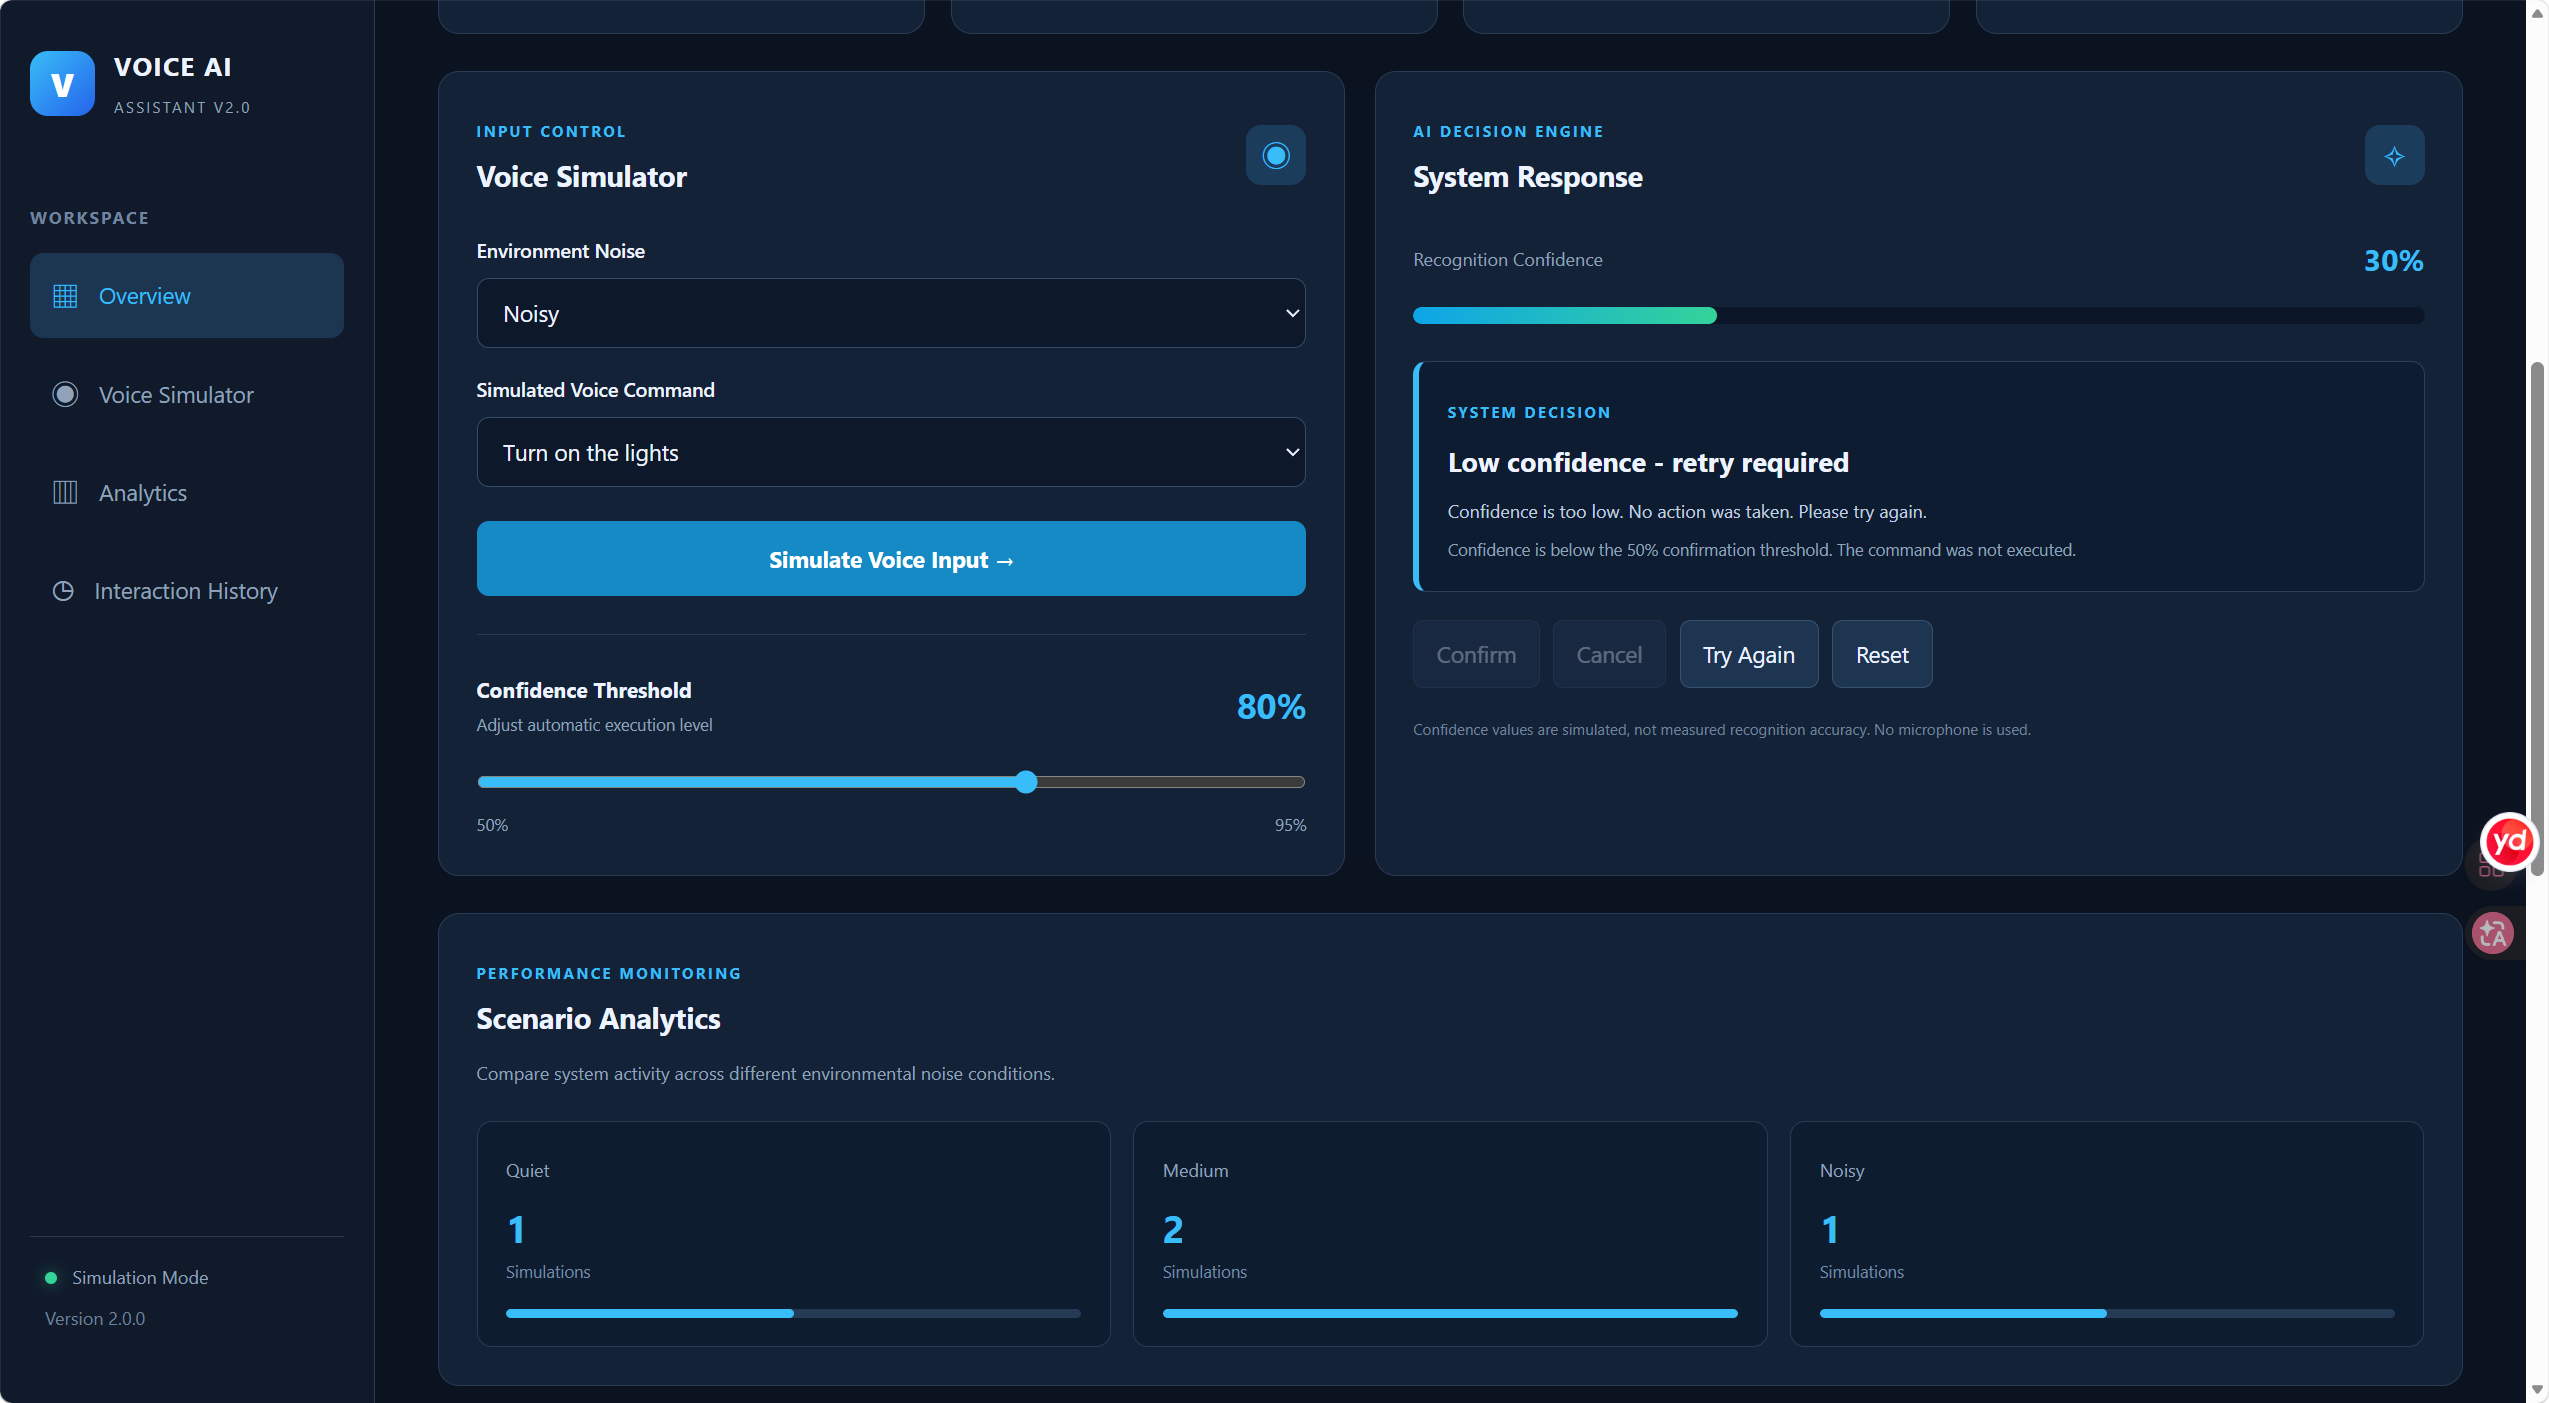 V
VOICE AI
ASSISTANT V2.0
WORKSPACE
Overview
Voice Simulator
Analytics
Interaction History
Simulation Mode
Version 2.0.0
INPUT CONTROL
Voice Simulator
Environment Noise
Noisy
Simulated Voice Command
Turn on the lights
Simulate Voice Input →
Confidence Threshold
Adjust automatic execution level
80%
50%
95%
AI DECISION ENGINE
System Response
Recognition Confidence
30%
SYSTEM DECISION
Low confidence - retry required
Confidence is too low. No action was taken. Please try again.
Confidence is below the 50% confirmation threshold. The command was not executed.
Confirm
Cancel
Try Again
Reset
Confidence values are simulated, not measured recognition accuracy. No microphone is used.
yd
A
PERFORMANCE MONITORING
Scenario Analytics
Compare system activity across different environmental noise conditions.
Quiet
1
Simulations
Medium
2
Simulations
Noisy
1
Simulations